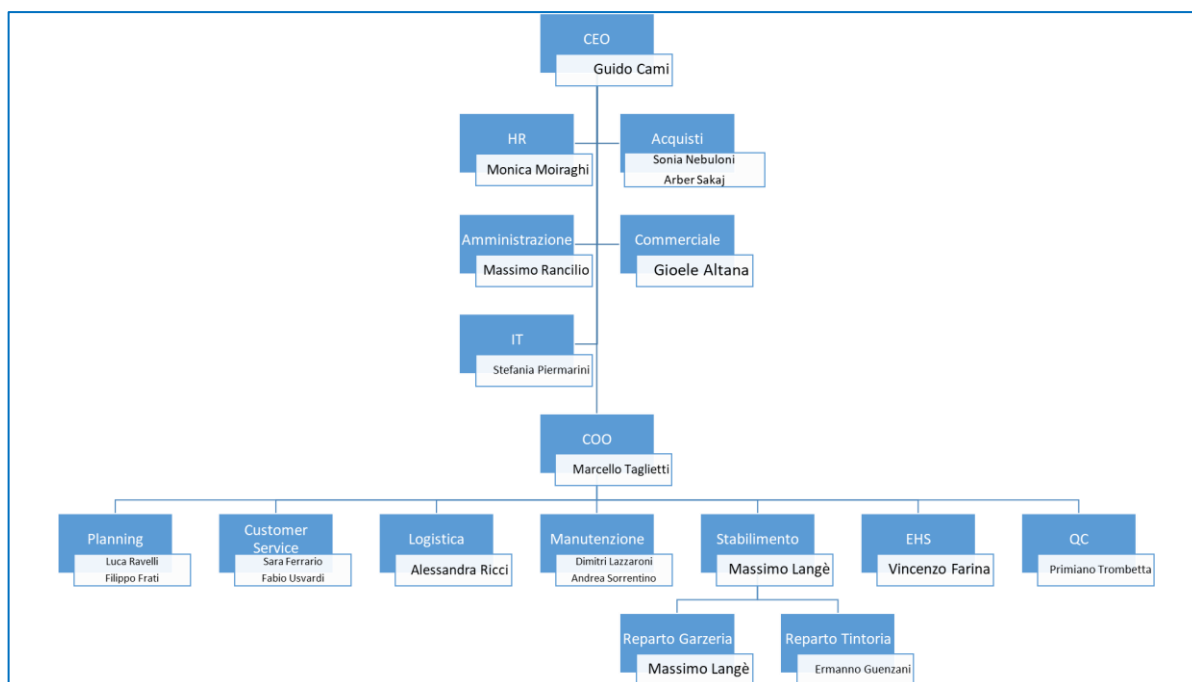 CEO
Guido Cami
HR
Monica Moiraghi
Acquisti
Sonia Nebuloni
Arber Sakaj
Amministrazione
Massimo Rancilio
Commerciale
Gioele Altana
IT
Stefania Piermarini
COO
Marcello Taglietti
Planning
Luca Ravelli
Filippo Frati
Customer
Service
Sara Ferrario
Fabio Usvardi
Logistica
Alessandra Ricci
Manutenzione
Dimitri Lazzaroni
Andrea Sorrentino
Stabilimento
Massimo Langè
EHS
Vincenzo Farina
QC
Primiano Trombetta
Reparto Garzeria
Massimo Langè
Reparto Tintoria
Ermanno Guenzani